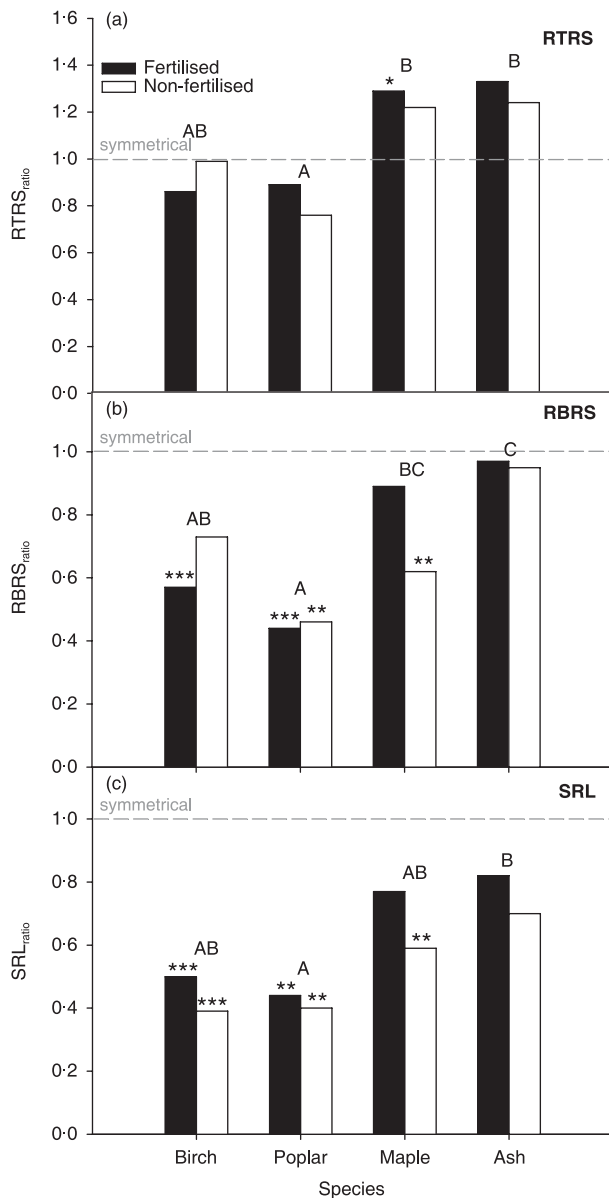 (a)
RTRS
Fertilised
Non-fertilised
symmetrical
AB
A
*
B
B
1·6
1·4
1·2
1·0
0·8
0·6
0·4
0·2
0·0
RTRSratio
(b)
RBRS
symmetrical
AB
***
A
***
**
BC
**
C
1·0
0·8
0·6
0·4
0·2
0·0
RBRSratio
(c)
SRL
symmetrical
AB
***
***
A
**
**
AB
**
B
1·0
0·8
0·6
0·4
0·2
0·0
SRLratio
Birch Poplar Maple Ash
Species